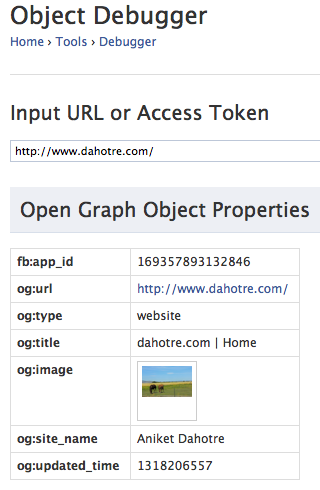 Object Debugger
Home › Tools › Debugger
Input URL or Access Token
http://www.dahotre.com/
Open Graph Object Properties
fb:app_id 169357893132846
og:url http://www.dahotre.com/
og:type website
og:title dahotre.com | Home
og:image
og:site_name Aniket Dahotre
og:updated_time 1318206557